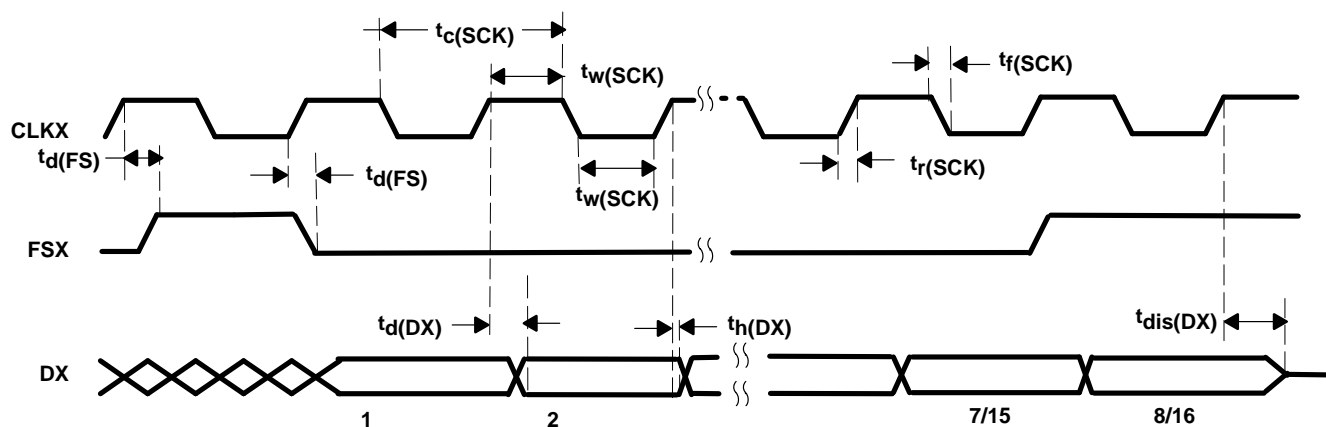 tc(SCK)
tw(SCK)
tf(SCK)
CLKX
td(FS)
td(FS)
tw(SCK)
tr(SCK)
FSX
td(DX)
th(DX)
tdis(DX)
DX
1
2
7/15
8/16